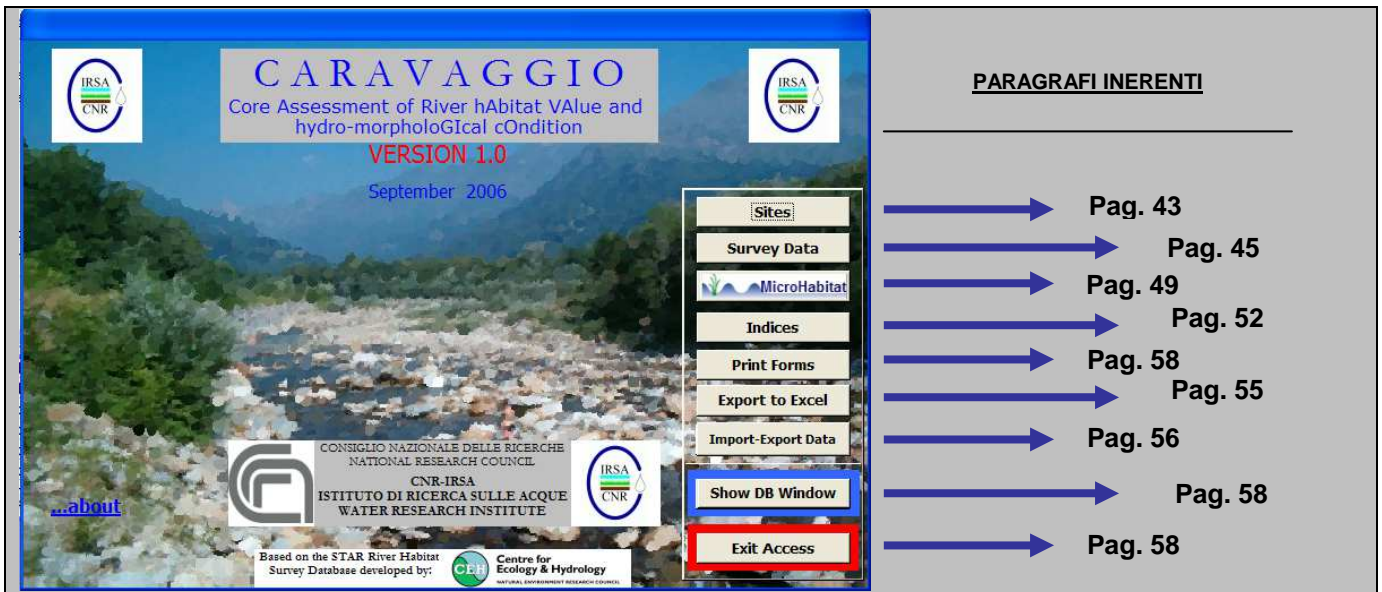 IRSA
CNR
CARAVAGGIO
Core Assessment of River hAbitat VAlue and
hydro-morpholoGIcal cOndition
VERSION 1.0
September 2006
IRSA
CNR
PARAGRAFI INERENTI
Sites
Pag. 43
Survey Data
Pag. 45
MicroHabitat
Pag. 49
Indices
Pag. 52
Print Forms
Pag. 58
Export to Excel
Pag. 55
Import-Export Data
Pag. 56
Show DB Window
Pag. 58
Exit Access
Pag. 58
...about
CONSIGLIO NAZIONALE DELLE RICERCHE
NATIONAL RESEARCH COUNCIL
CNR-IRSA
ISTITUTO DI RICERCA SULLE ACQUE
WATER RESEARCH INSTITUTE
IRSA
CNR
Based on the STAR River Habitat
Survey Database developed by:
CEH
Centre for
Ecology & Hydrology
NATURAL ENVIRONMENT RESEARCH COUNCIL